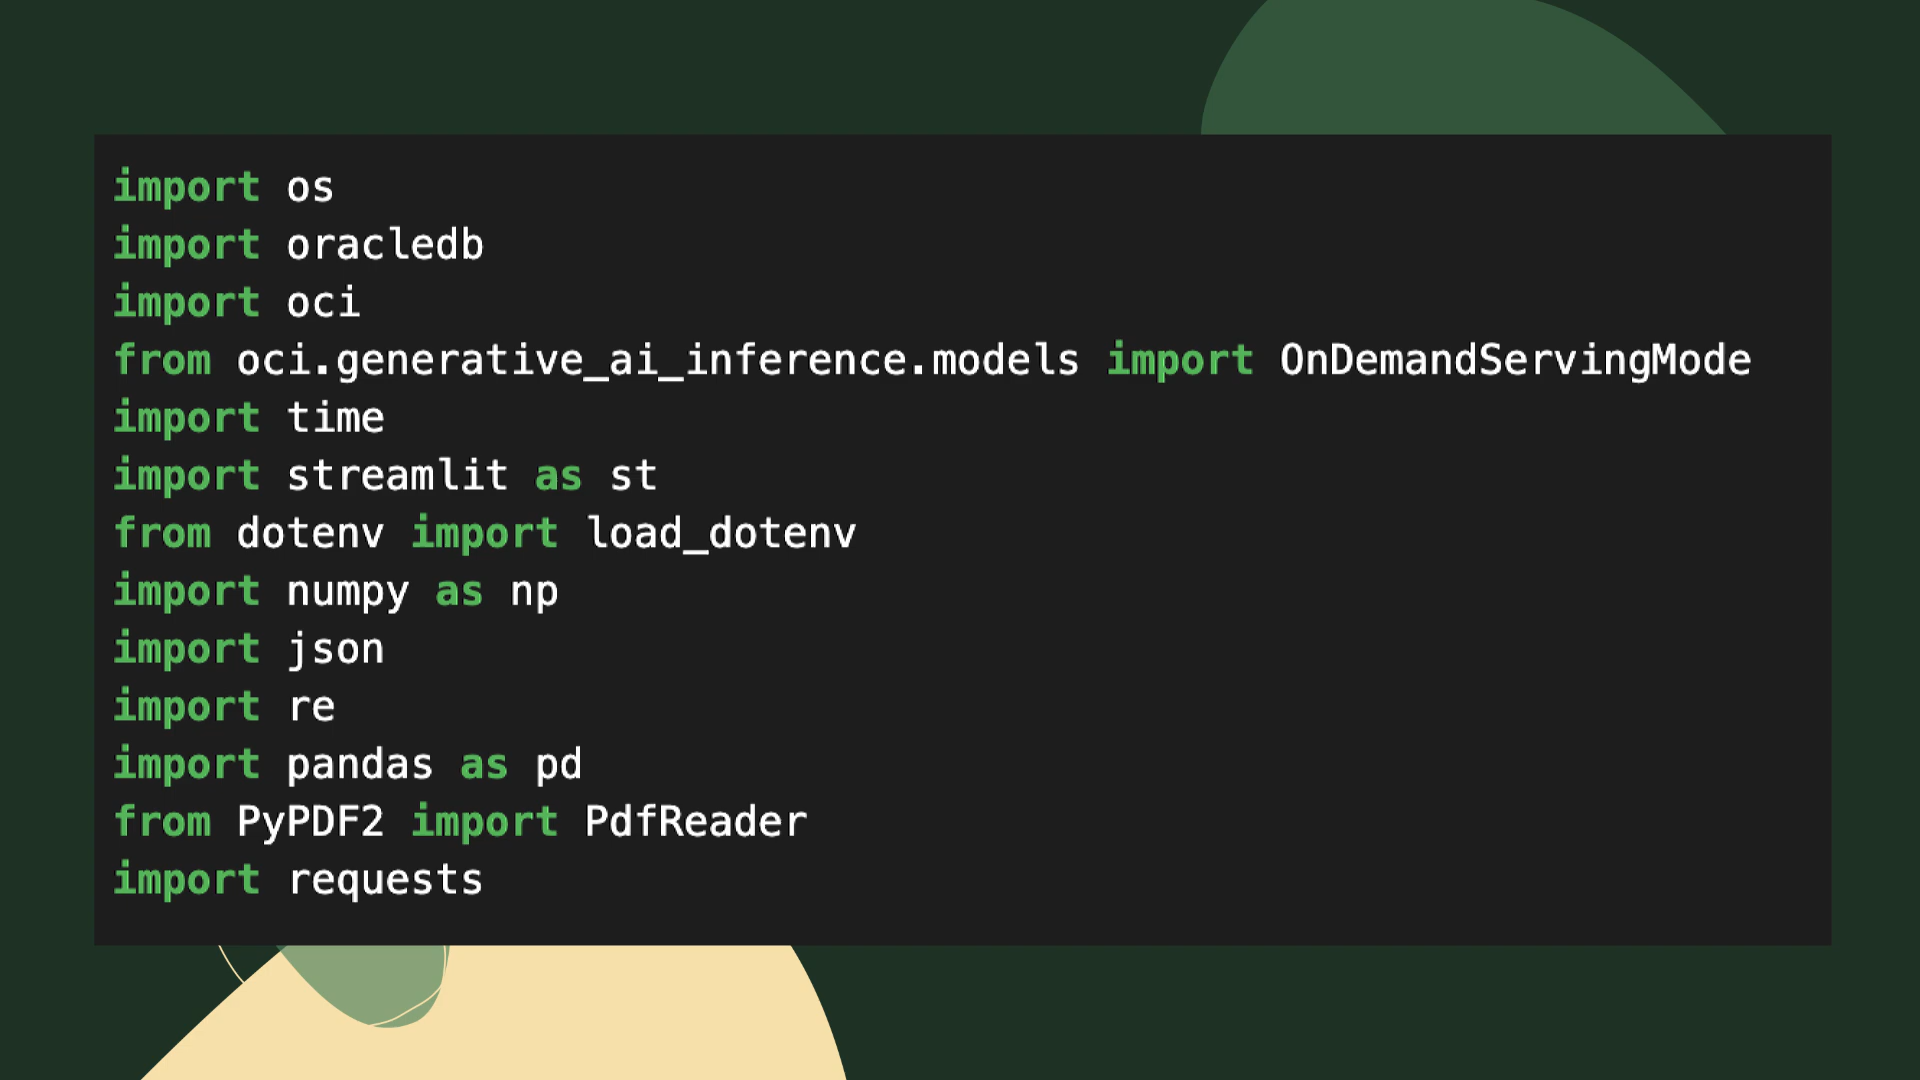 import os
import oracledb
import oci
from oci.generative_ai_inference.models import OnDemandServingMode
import time
import streamlit as st
from dotenv import load_dotenv
import numpy as np
import json
import re
import pandas as pd
from PyPDF2 import PdfReader
import requests